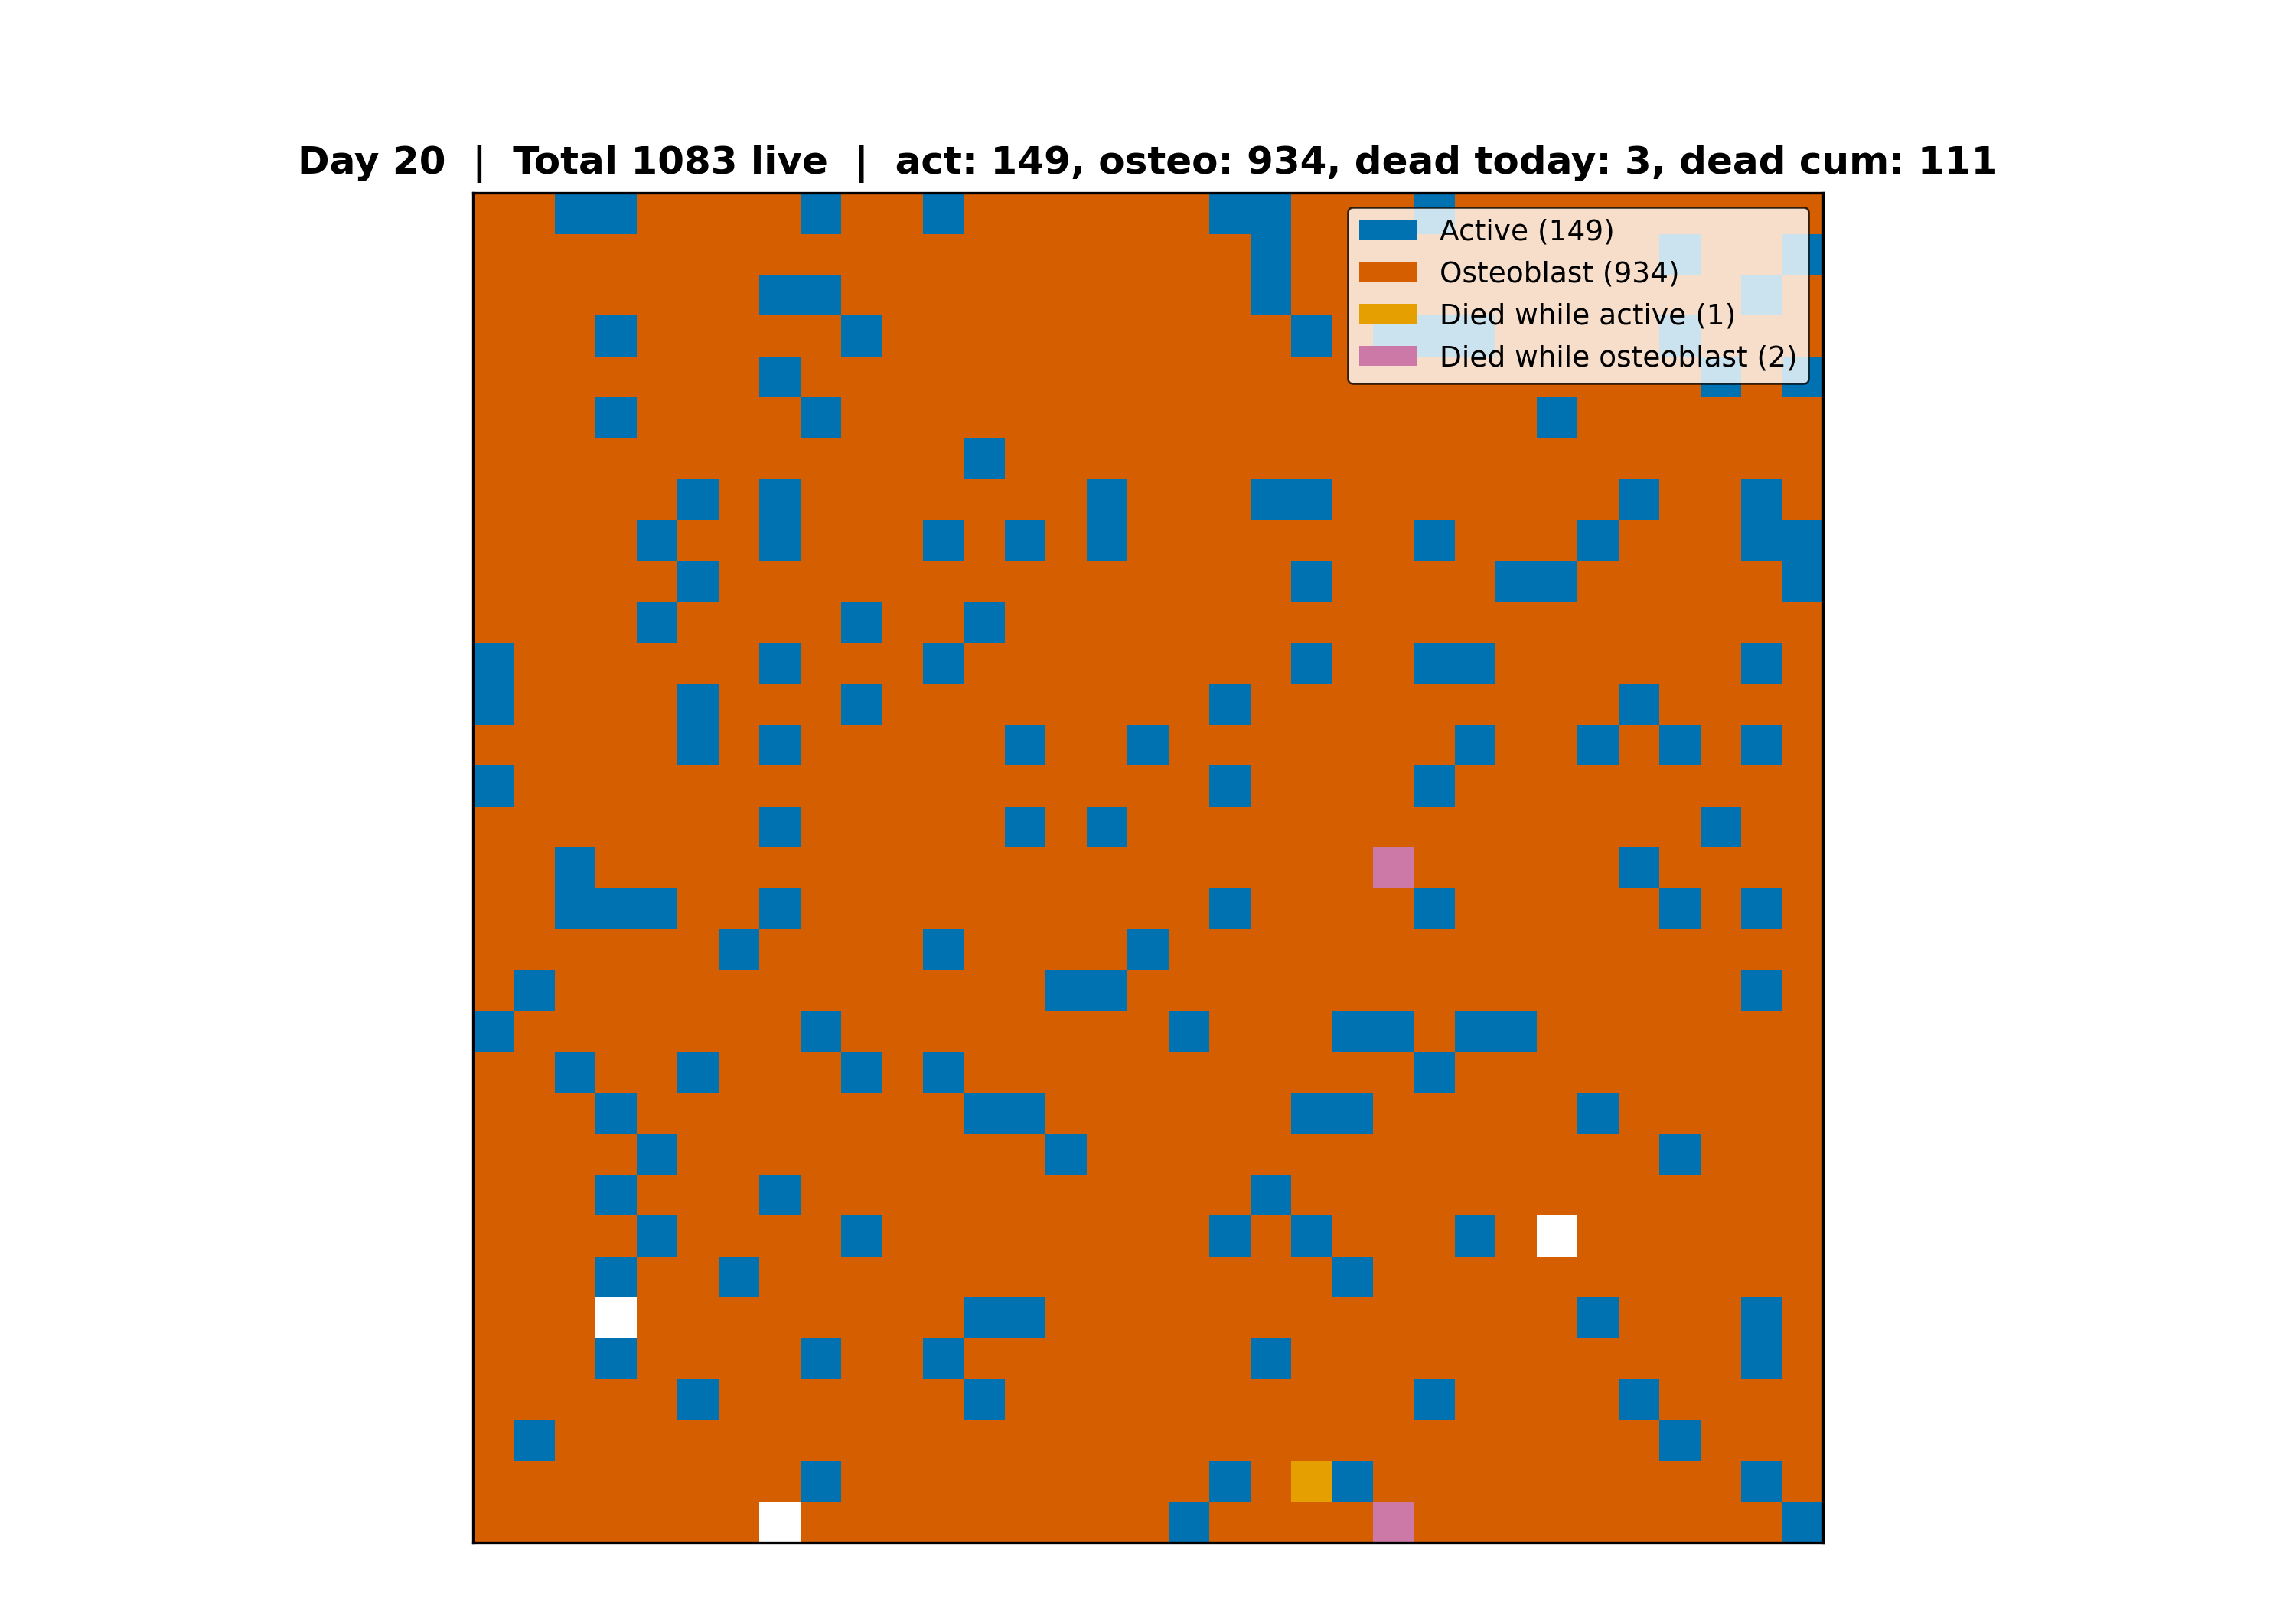 Day 20 | Total 1083 live | act: 149, osteo: 934, dead today: 3, dead cum: 111
Active (149)
Osteoblast (934)
Died while active (1)
Died while osteoblast (2)